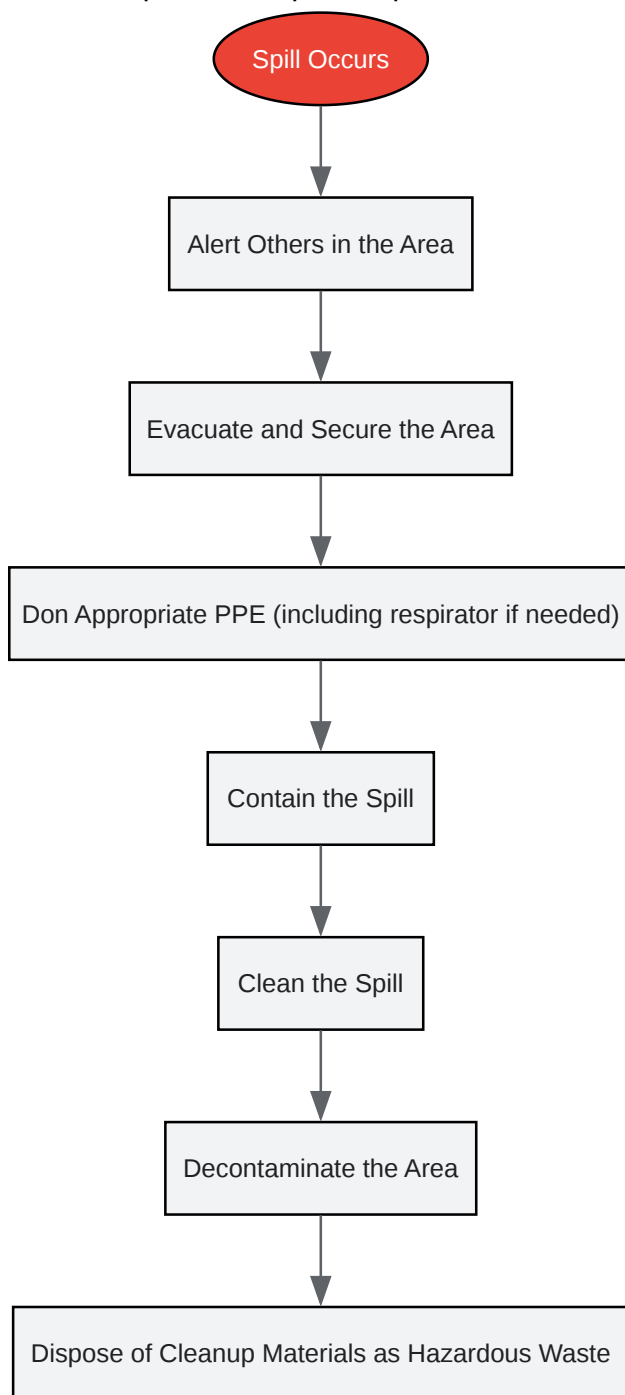 Spill Occurs
Alert Others in the Area
Evacuate and Secure the Area
Don Appropriate PPE (including respirator if needed)
Contain the Spill
Clean the Spill
Decontaminate the Area
Dispose of Cleanup Materials as Hazardous Waste